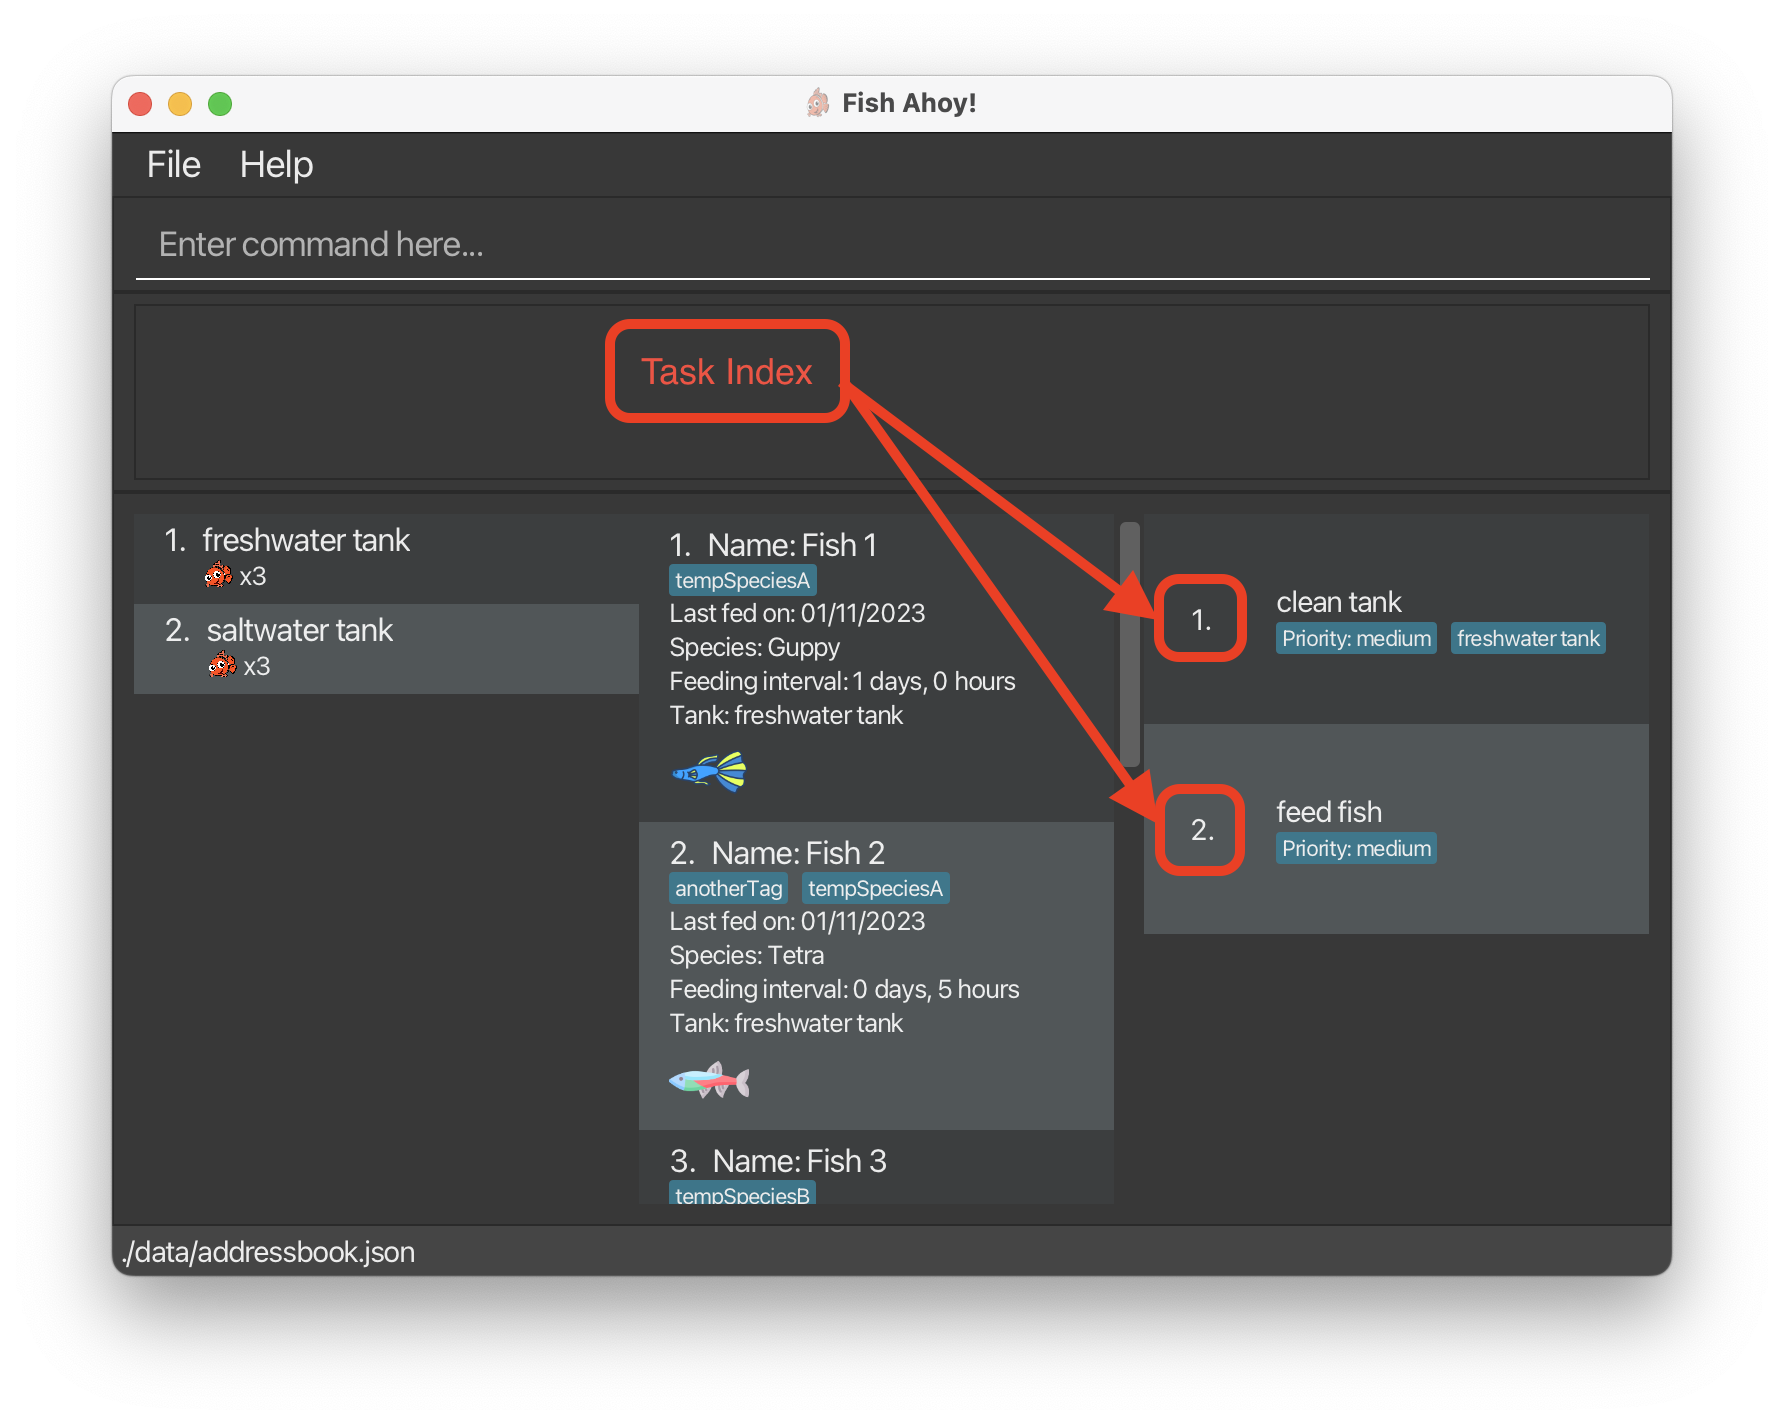 Fish Ahoy!
File Help
Enter command here...
Task Index
1. freshwater tank
x3
2. saltwater tank
x3
1. Name: Fish 1
tempSpeciesA
Last fed on: 01/11/2023
Species: Guppy
Feeding interval: 1 days, 0 hours
Tank: freshwater tank
2. Name: Fish 2
anotherTag tempSpeciesA
Last fed on: 01/11/2023
Species: Tetra
Feeding interval: 0 days, 5 hours
Tank: freshwater tank
3. Name: Fish 3
tempSpeciesB
1. clean tank
Priority: medium freshwater tank
2. feed fish
Priority: medium
./data/addressbook.json